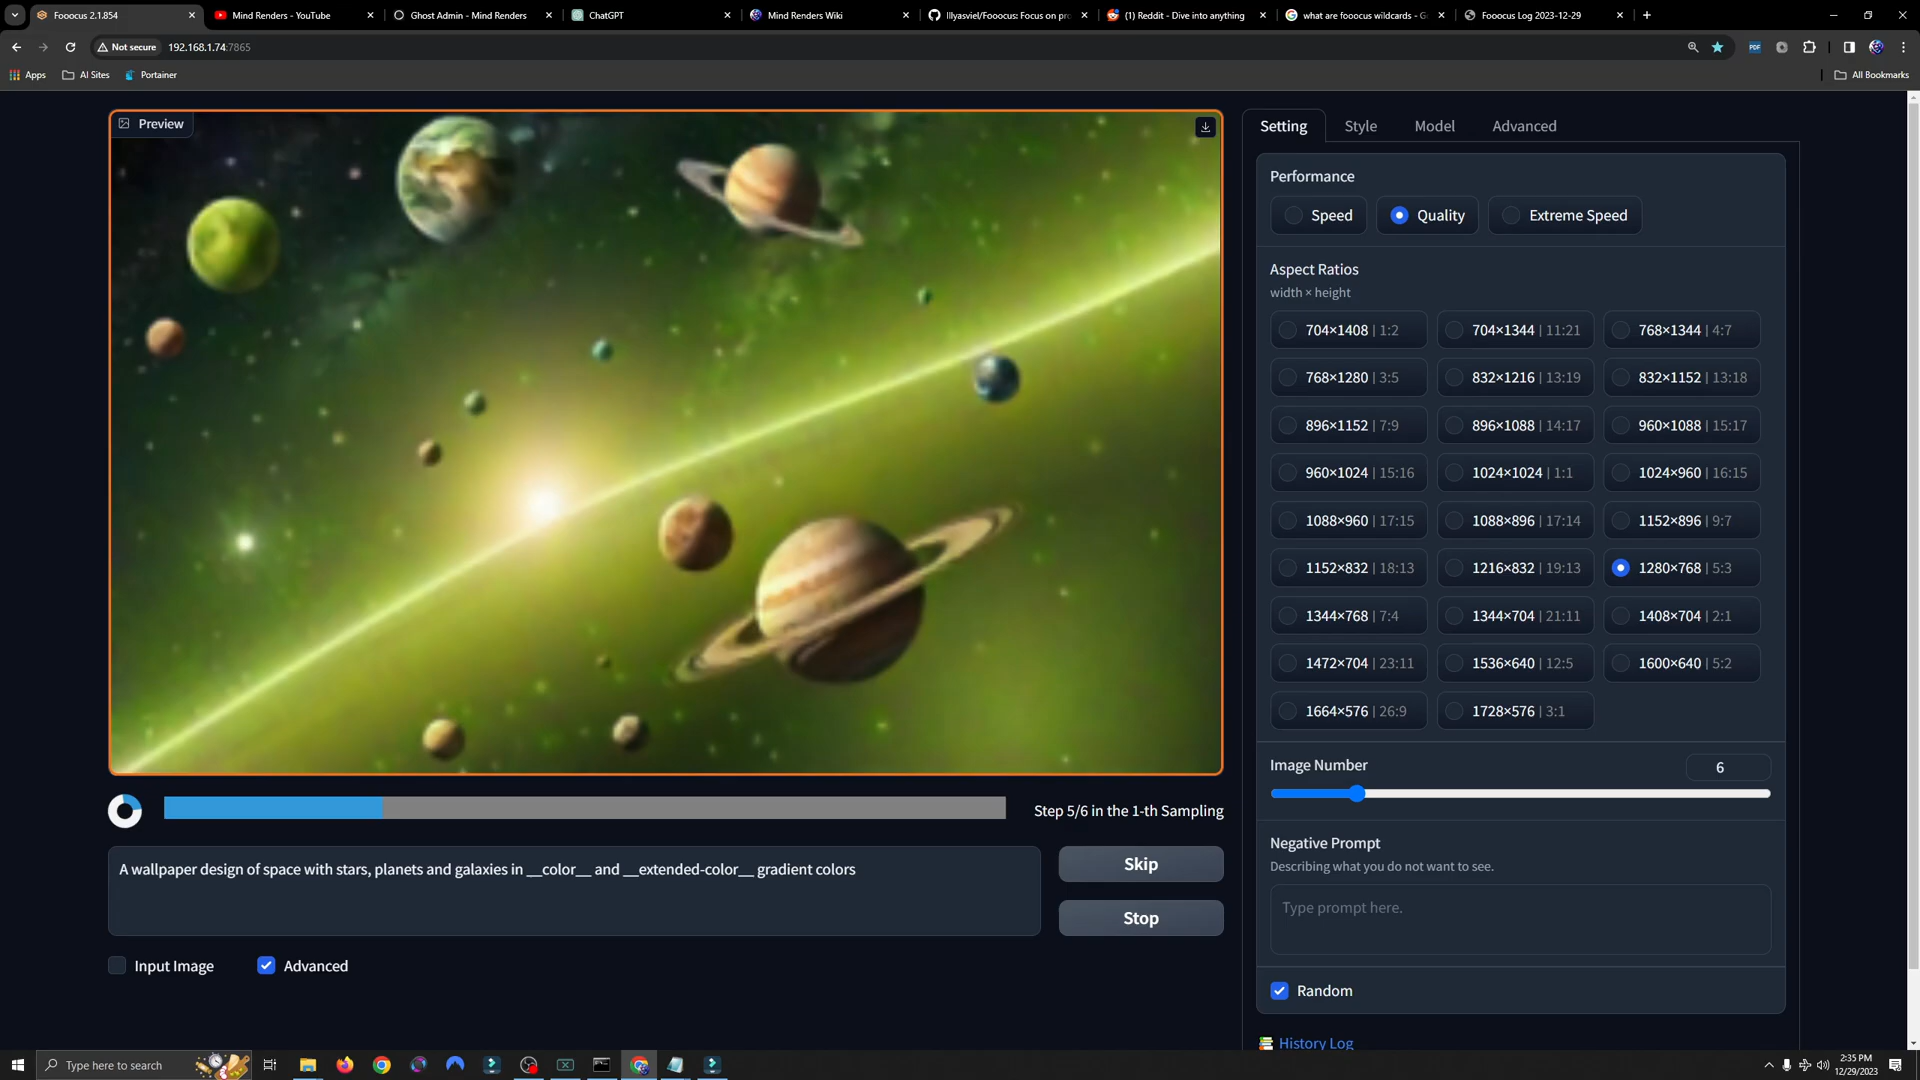 Fooocus 2.1.854
Mind Renders - YouTube
Ghost Admin - Mind Renders
ChatGPT
Mind Renders Wiki
lllyasviel/Fooocus: Focus on pro
(1) Reddit - Dive into anything
what are fooocus wildcards - G
Fooocus Log 2023-12-29
Not secure
192.168.1.74:7865
PDF
Apps
AI Sites
Portainer
All Bookmarks
Preview
Setting
Style
Model
Advanced
Performance
Speed
Quality
Extreme Speed
Aspect Ratios
width × height
704×1408 | 1:2
704×1344 | 11:21
768×1344 | 4:7
768×1280 | 3:5
832×1216 | 13:19
832×1152 | 13:18
896×1152 | 7:9
896×1088 | 14:17
960×1088 | 15:17
960×1024 | 15:16
1024×1024 | 1:1
1024×960 | 16:15
1088×960 | 17:15
1088×896 | 17:14
1152×896 | 9:7
1152×832 | 18:13
1216×832 | 19:13
1280×768 | 5:3
1344×768 | 7:4
1344×704 | 21:11
1408×704 | 2:1
1472×704 | 23:11
1536×640 | 12:5
1600×640 | 5:2
1664×576 | 26:9
1728×576 | 3:1
Image Number
6
Step 5/6 in the 1-th Sampling
A wallpaper design of space with stars, planets and galaxies in __color__ and __extended-color__ gradient colors
Skip
Stop
Input Image
Advanced
Negative Prompt
Describing what you do not want to see.
Type prompt here.
Random
History Log
Type here to search
2:35 PM
12/29/2023